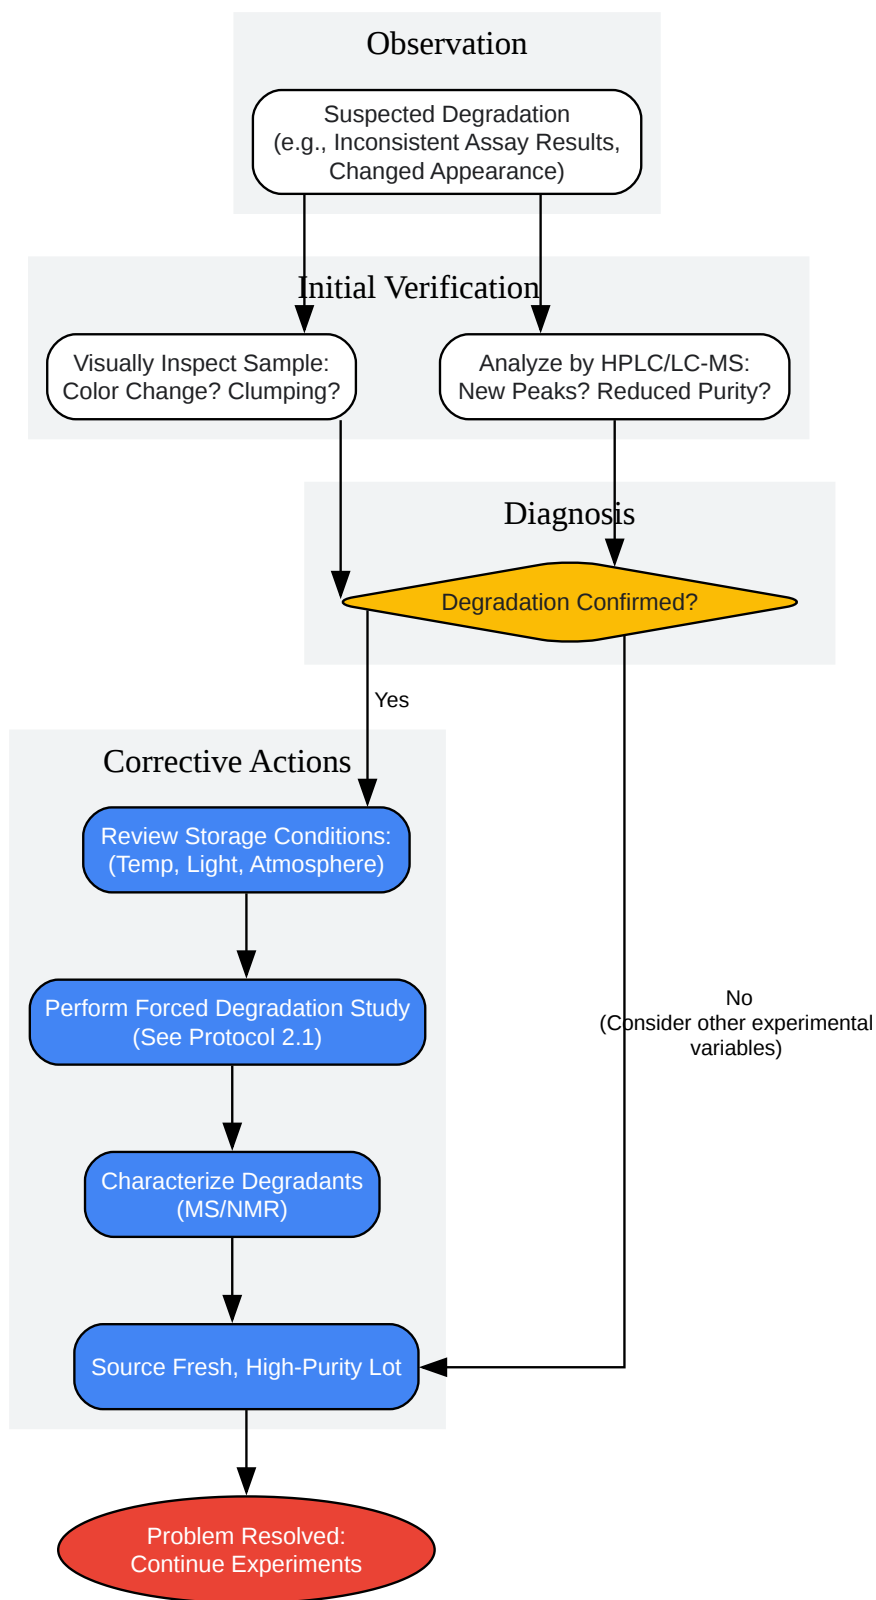 Observation
Suspected Degradation
(e.g., Inconsistent Assay Results,
Changed Appearance)
Initial Verification
Visually Inspect Sample:
Color Change? Clumping?
Analyze by HPLC/LC-MS:
New Peaks? Reduced Purity?
Diagnosis
Degradation Confirmed?
Yes
Corrective Actions
Review Storage Conditions:
(Temp, Light, Atmosphere)
Perform Forced Degradation Study
(See Protocol 2.1)
No
(Consider other experimental
variables)
Characterize Degradants
(MS/NMR)
Source Fresh, High-Purity Lot
Problem Resolved:
Continue Experiments